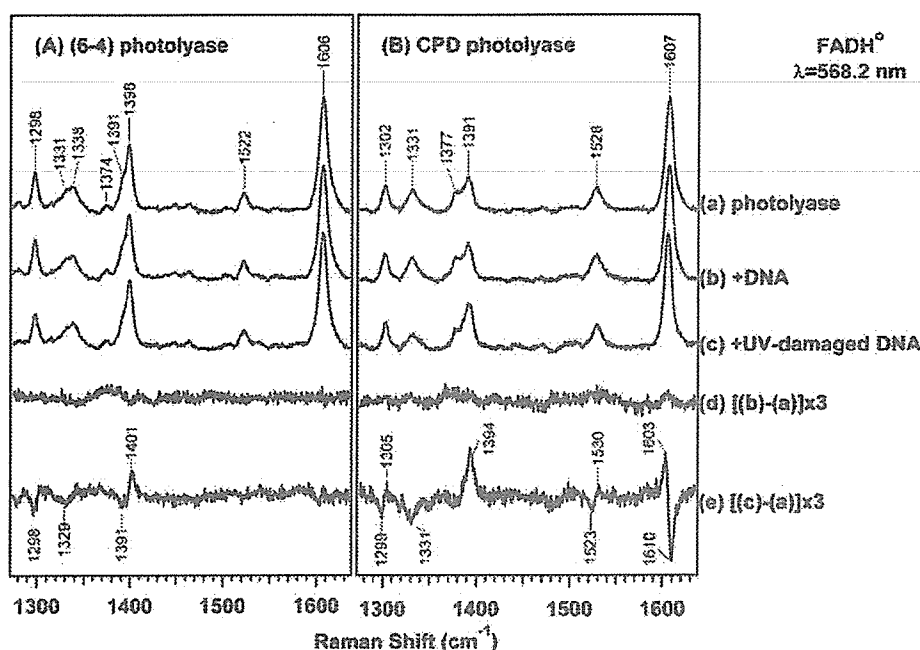 (A) (6-4) photolyase
(B) CPD photolyase
FADH°
λ=568.2 nm
1298
1331
1338
1374
1391
1398
1522
1606
1302
1331
1377
1391
1528
1607
(a) photolyase
(b) +DNA
(c) +UV-damaged DNA
(d) [(b)-(a)]x3
(e) [(c)-(a)]x3
1401
1298
1329
1391
1305
1394
1530
1603
1299
1331
1523
1610
1300 1400 1500 1600
1300 1400 1500 1600
Raman Shift (cm⁻¹)